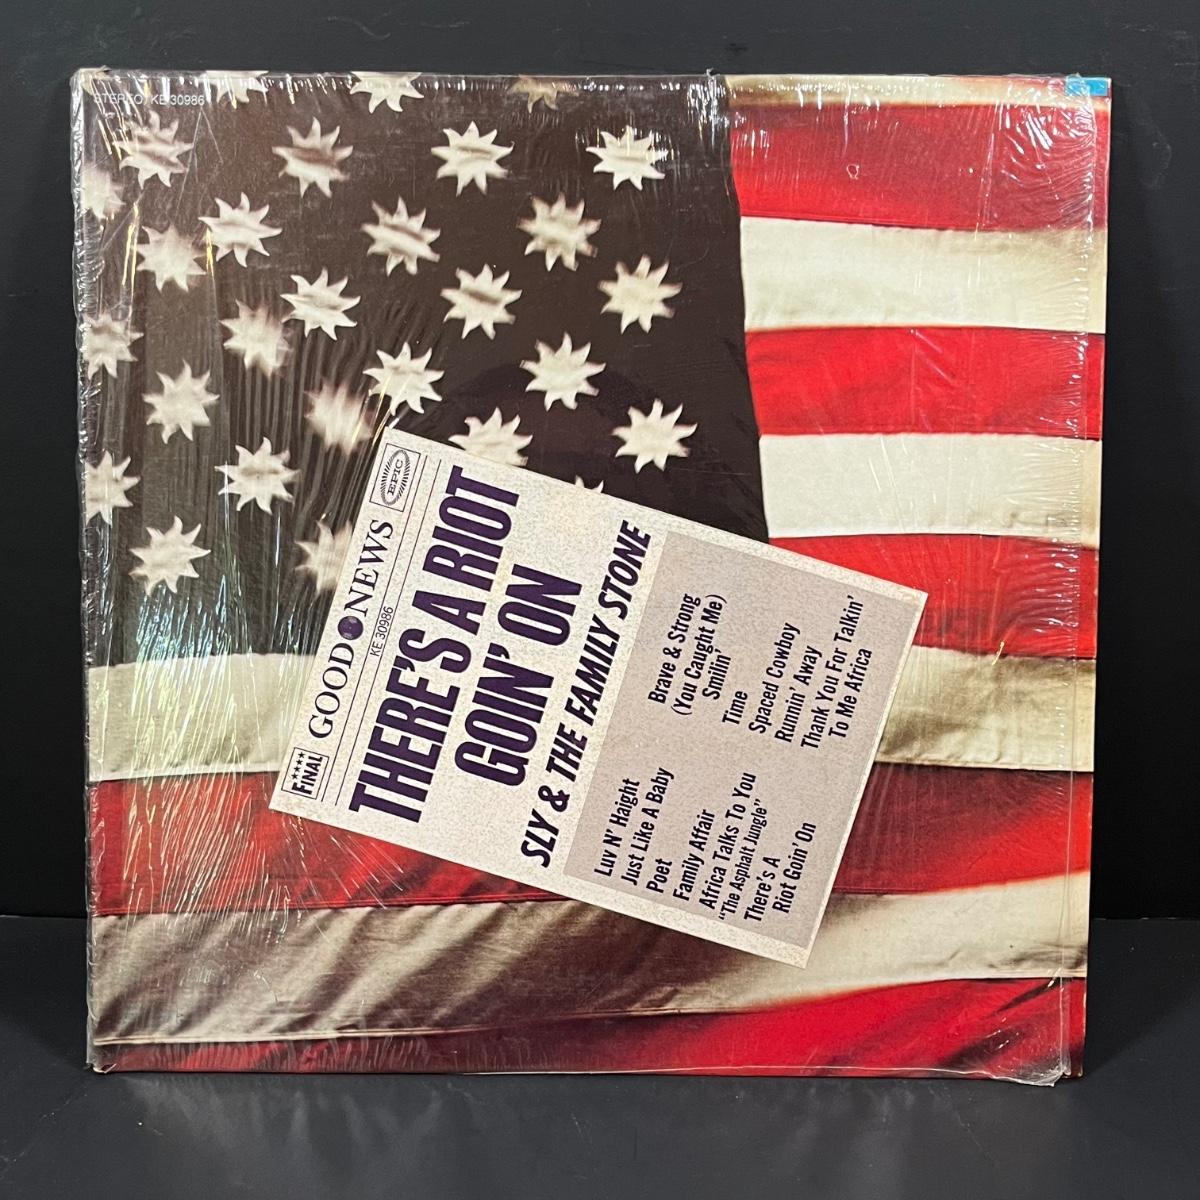 STEREO/KE 30986
EPIC
GOOD NEWS
FINAL
KE 30986
THERE'S A RIOT
GOIN' ON
SLY & THE FAMILY STONE
Luv N' Haight
Just Like A Baby
Poet
Family Affair
Africa Talks To You
"The Asphalt Jungle"
There's A
Riot Goin' On
Brave & Strong
(You Caught Me)
Smilin'
Time
Spaced Cowboy
Runnin' Away
Thank You For Talkin'
To Me Africa